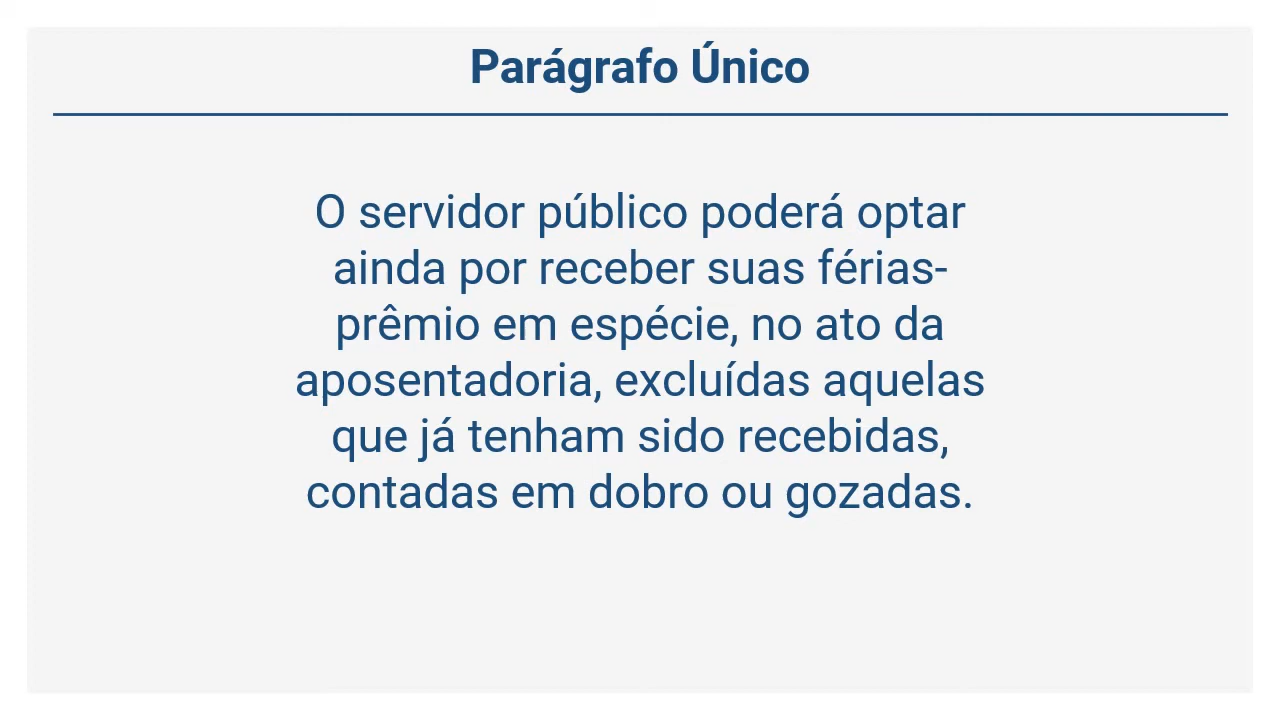 Parágrafo Único
O servidor público poderá optar
ainda por receber suas férias-
prêmio em espécie, no ato da
aposentadoria, excluídas aquelas
que já tenham sido recebidas,
contadas em dobro ou gozadas.